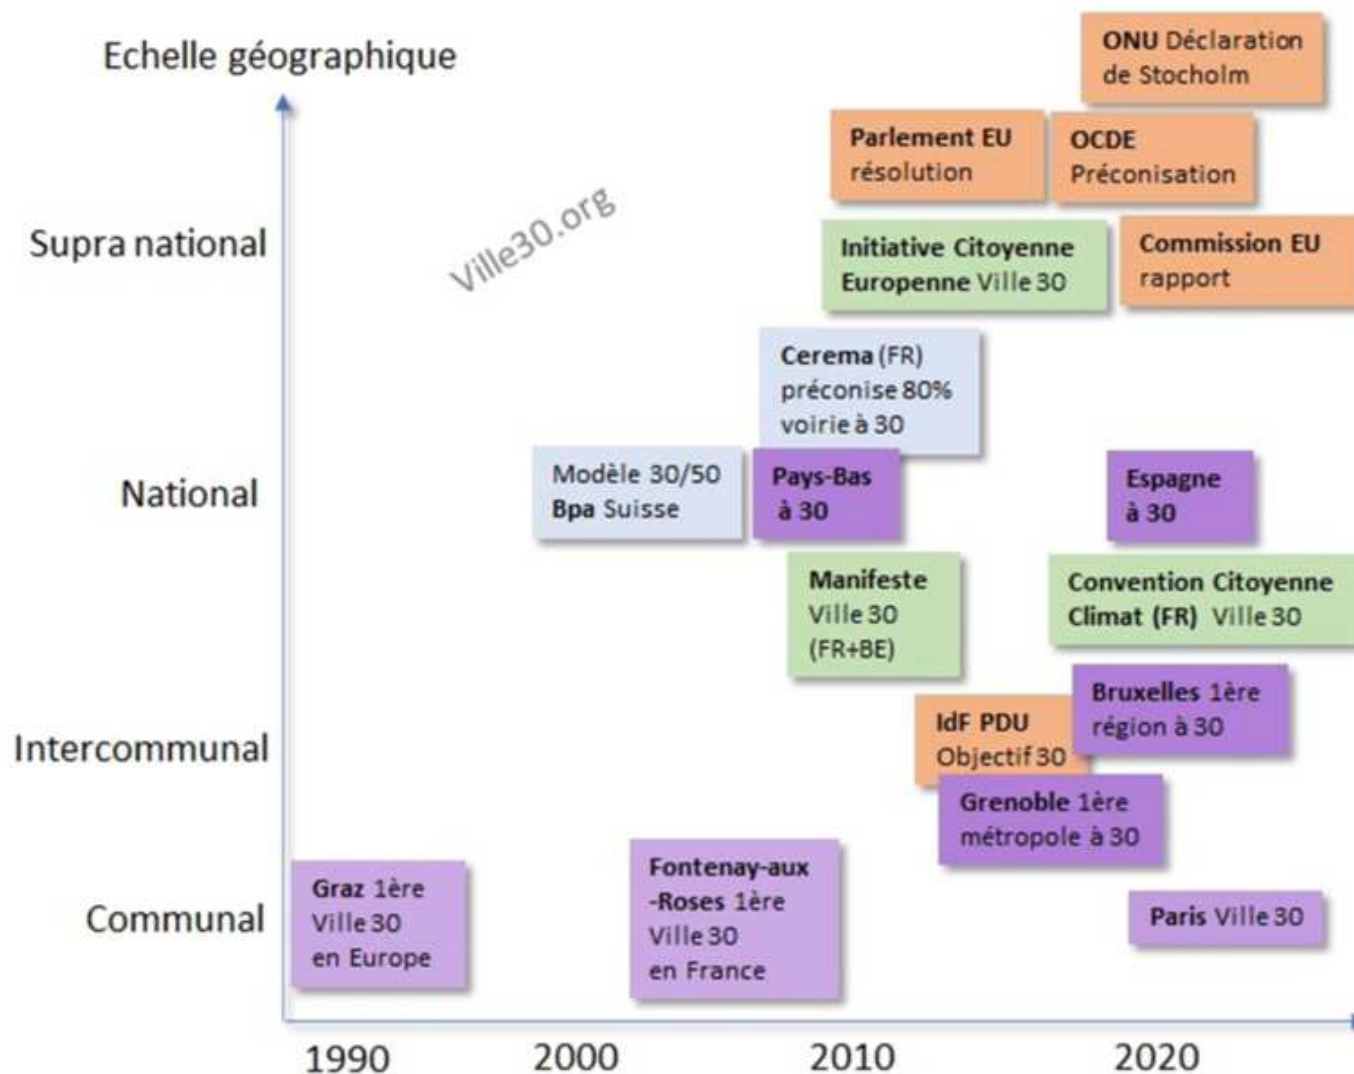 Echelle géographique
ONU Déclaration
de Stocholm
Parlement EU
résolution
OCDE
Préconisation
Ville30.org
Supra national
Initiative Citoyenne
Europenne Ville 30
Commission EU
rapport
Cerema (FR)
préconise 80%
voirie à 30
National
Modèle 30/50
Bpa Suisse
Pays-Bas
à 30
Espagne
à 30
Manifeste
Ville 30
(FR+BE)
Convention Citoyenne
Climat (FR) Ville 30
Intercommunal
IdF PDU
Objectif 30
Bruxelles 1ère
région à 30
Grenoble 1ère
métropole à 30
Communal
Graz 1ère
Ville 30
en Europe
Fontenay-aux
-Roses 1ère
Ville 30
en France
Paris Ville 30
1990
2000
2010
2020